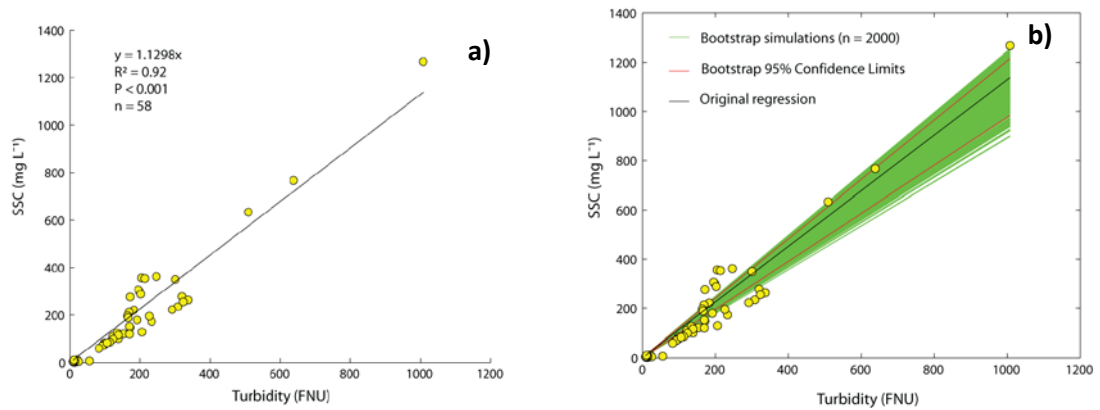 a)
y = 1.1298x
R² = 0.92
P < 0.001
n = 58
1400
1200
1000
800
600
400
200
0
SSC (mg L⁻¹)
0
200
400
600
800
1000
1200
Turbidity (FNU)
b)
Bootstrap simulations (n = 2000)
Bootstrap 95% Confidence Limits
Original regression
1400
1200
1000
800
600
400
200
0
SSC (mg L⁻¹)
0
200
400
600
800
1000
1200
Turbidity (FNU)